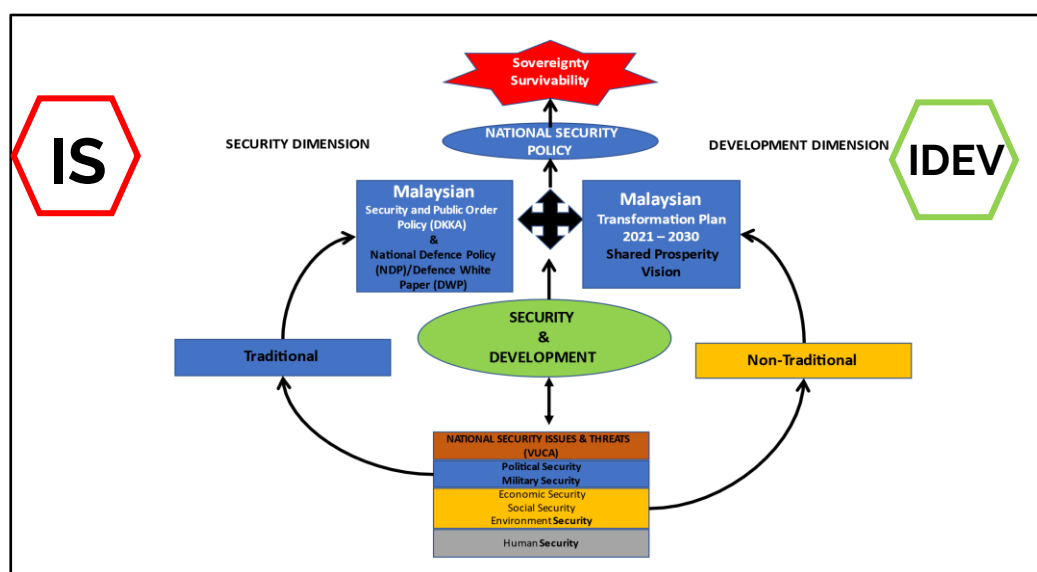 Sovereignty
Survivability
NATIONAL SECURITY
POLICY
SECURITY DIMENSION
DEVELOPMENT DIMENSION
IS
IDEV
Malaysian
Security and Public Order
Policy (DKKA)
&
National Defence Policy
(NDP)/Defence White
Paper (DWP)
Malaysian
Transformation Plan
2021 – 2030
Shared Prosperity
Vision
SECURITY
&
DEVELOPMENT
Traditional
Non-Traditional
NATIONAL SECURITY ISSUES & THREATS
(VUCA)
Political Security
Military Security
Economic Security
Social Security
Environment Security
Human Security